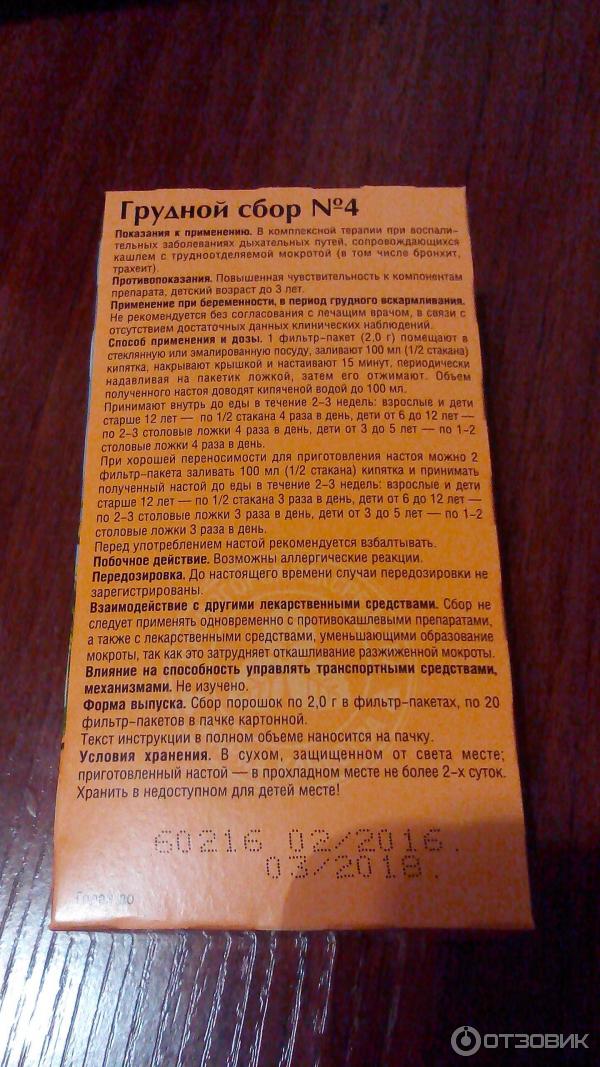 Грудной сбор №4
Показания к применению. В комплексной терапии при воспали-
тельных заболеваниях дыхательных путей, сопровождающихся
кашлем с трудноотделяемой мокротой (в том числе бронхит,
трахеит).
Противопоказания. Повышенная чувствительность к компонентам
препарата, детский возраст до 3 лет.
Применение при беременности, в период грудного вскармливания.
Не рекомендуется без согласования с лечащим врачом, в связи с
отсутствием достаточных данных клинических наблюдений.
Способ применения и дозы. 1 фильтр-пакет (2,0 г) помещают в
стеклянную или эмалированную посуду, заливают 100 мл (1/2 стакана)
кипятка, накрывают крышкой и настаивают 15 минут, периодически
надавливая на пакетик ложкой, затем его отжимают. Объем
полученного настоя доводят кипяченой водой до 100 мл.
Принимают внутрь до еды в течение 2–3 недель: взрослые и дети
старше 12 лет — по 1/2 стакана 4 раза в день, дети от 6 до 12 лет —
по 2–3 столовые ложки 4 раза в день, дети от 3 до 5 лет — по 1–2
столовые ложки 4 раза в день.
При хорошей переносимости для приготовления настоя можно 2
фильтр-пакета заливать 100 мл (1/2 стакана) кипятка и принимать
полученный настой до еды в течение 2–3 недель: взрослые и дети
старше 12 лет — по 1/2 стакана 3 раза в день, дети от 6 до 12 лет —
по 2–3 столовых ложки 3 раза в день, дети от 3 до 5 лет — по 1–2
столовые ложки 3 раза в день.
Перед употреблением настой рекомендуется взбалтывать.
Побочное действие. Возможны аллергические реакции.
Передозировка. До настоящего времени случаи передозировки не
зарегистрированы.
Взаимодействие с другими лекарственными средствами. Сбор не
следует применять одновременно с противокашлевыми препаратами,
а также с лекарственными средствами, уменьшающими образование
мокроты, так как это затрудняет откашливание разжиженной мокроты.
Влияние на способность управлять транспортными средствами,
механизмами. Не изучено.
Форма выпуска. Сбор порошок по 2,0 г в фильтр-пакетах, по 20
фильтр-пакетов в пачке картонной.
Текст инструкции в полном объеме наносится на пачку.
Условия хранения. В сухом, защищенном от света месте;
приготовленный настой — в прохладном месте не более 2-х суток.
Хранить в недоступном для детей месте!
60216 02/2016.
03/2018.
ОТЗОВИК